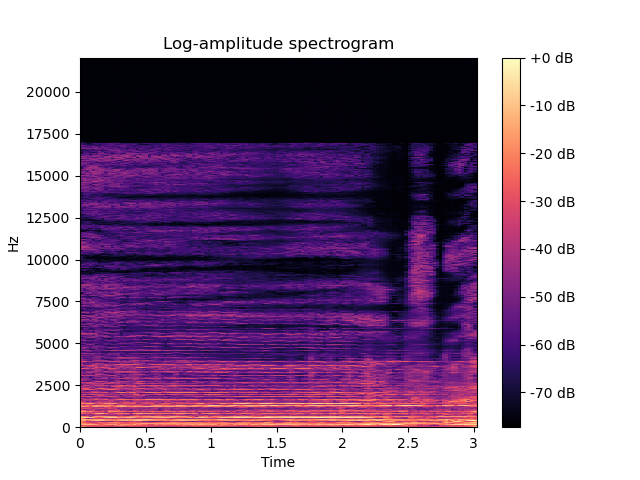 Log-amplitude spectrogram
Hz
20000
17500
15000
12500
10000
7500
5000
2500
0
0 0.5 1 1.5 2 2.5 3
Time
+0 dB
-10 dB
-20 dB
-30 dB
-40 dB
-50 dB
-60 dB
-70 dB